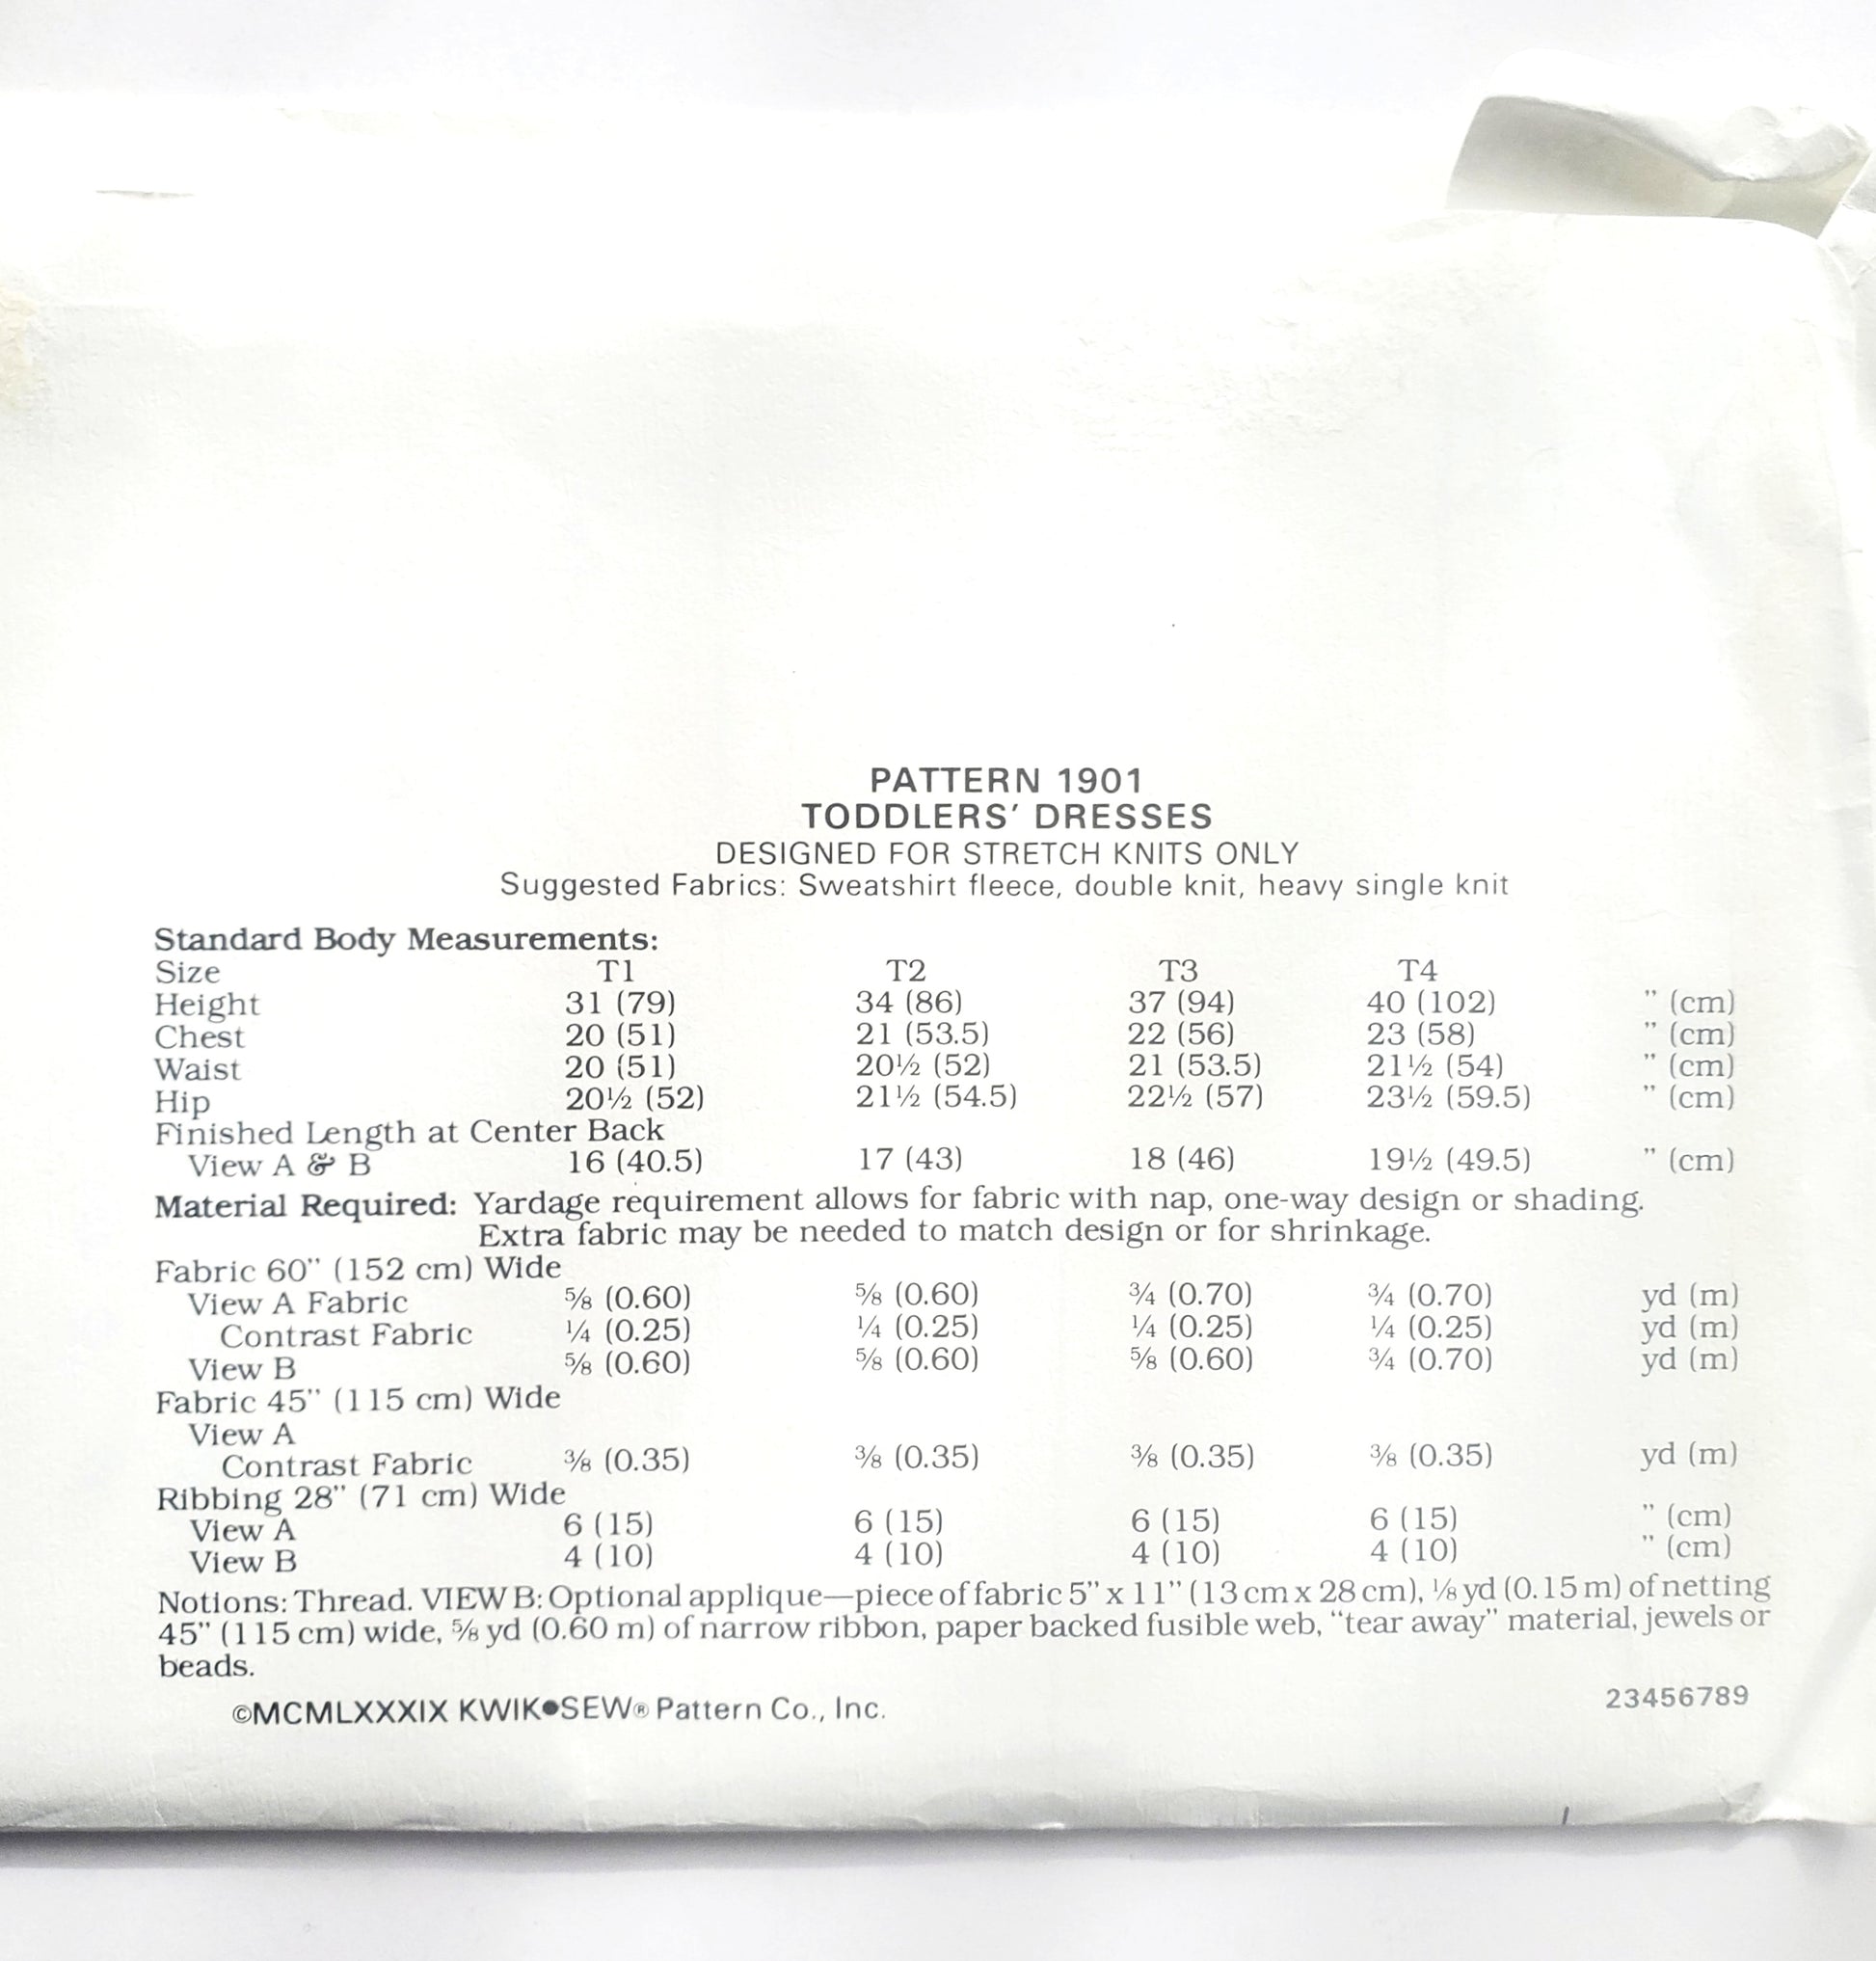 PATTERN 1901
TODDLERS' DRESSES
DESIGNED FOR STRETCH KNITS ONLY
Suggested Fabrics: Sweatshirt fleece, double knit, heavy single knit
Standard Body Measurements:
Size T1 T2 T3 T4
Height 31 (79) 34 (86) 37 (94) 40 (102) " (cm)
Chest 20 (51) 21 (53.5) 22 (56) 23 (58) " (cm)
Waist 20 (51) 20½ (52) 21 (53.5) 21½ (54) " (cm)
Hip 20½ (52) 21½ (54.5) 22½ (57) 23½ (59.5) " (cm)
Finished Length at Center Back
View A & B 16 (40.5) 17 (43) 18 (46) 19½ (49.5) " (cm)
Material Required: Yardage requirement allows for fabric with nap, one-way design or shading.
Extra fabric may be needed to match design or for shrinkage.
Fabric 60" (152 cm) Wide
View A Fabric ⅝ (0.60) ⅝ (0.60) ¾ (0.70) ¾ (0.70) yd (m)
Contrast Fabric ¼ (0.25) ¼ (0.25) ¼ (0.25) ¼ (0.25) yd (m)
View B ⅝ (0.60) ⅝ (0.60) ⅝ (0.60) ¾ (0.70) yd (m)
Fabric 45" (115 cm) Wide
View A
Contrast Fabric ⅜ (0.35) ⅜ (0.35) ⅜ (0.35) ⅜ (0.35) yd (m)
Ribbing 28" (71 cm) Wide
View A 6 (15) 6 (15) 6 (15) 6 (15) " (cm)
View B 4 (10) 4 (10) 4 (10) 4 (10) " (cm)
Notions: Thread. VIEW B: Optional applique—piece of fabric 5" x 11" (13 cm x 28 cm), ⅛ yd (0.15 m) of netting
45" (115 cm) wide, ⅝ yd (0.60 m) of narrow ribbon, paper backed fusible web, "tear away" material, jewels or
beads.
©MCMLXXXIX KWIK●SEW® Pattern Co., Inc. 23456789